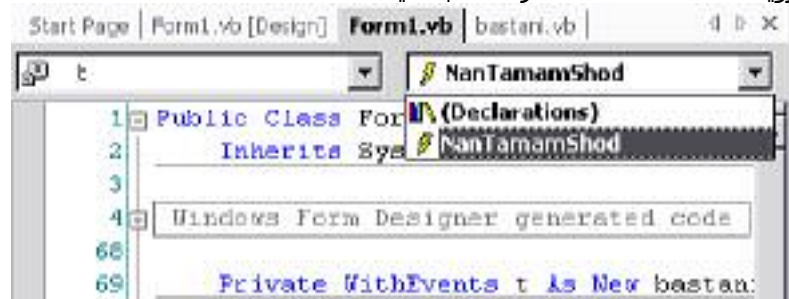 Start Page Form1.vb [Design] Form1.vb bastani.vb
t NanTamamShod
(Declarations)
NanTamamShod
1 Public Class For
2 Inherits Sys
3
4 Windows Form Designer generated code
68
69 Private WithEvents t As New bastani